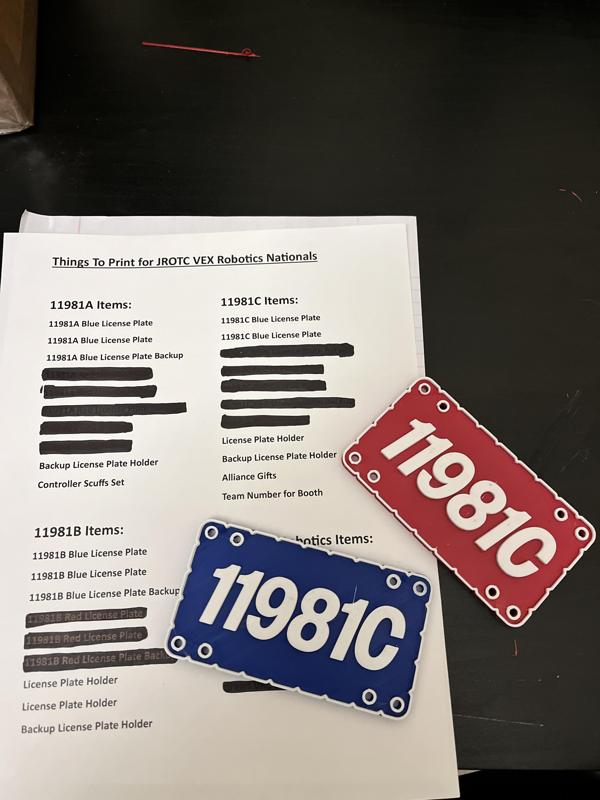 Things To Print for JROTC VEX Robotics Nationals
11981A Items:
11981A Blue License Plate
11981A Blue License Plate
11981A Blue License Plate Backup
Backup License Plate Holder
Controller Scuffs Set
11981C Items:
11981C Blue License Plate
11981C Blue License Plate
License Plate Holder
Backup License Plate Holder
Alliance Gifts
Team Number for Booth
11981B Items:
11981B Blue License Plate
11981B Blue License Plate
11981B Blue License Plate Backup
11981B Red License Plate
11981B Red License Plate
11981B Red License Plate Backu
License Plate Holder
License Plate Holder
Backup License Plate Holder
botics Items:
11981C
11981C